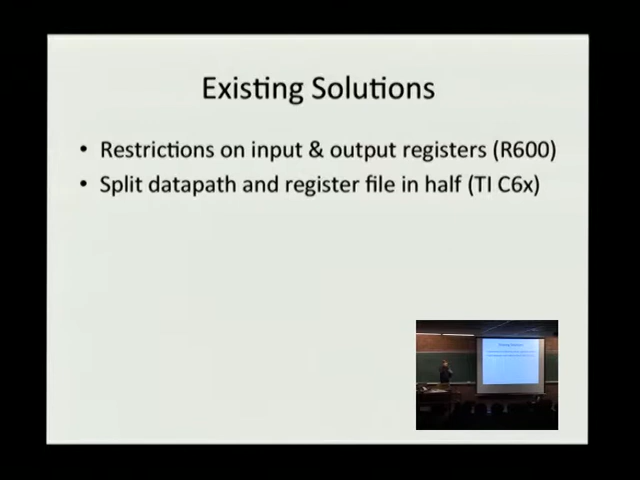 Existing Solutions
• Restrictions on input & output registers (R600)
• Split datapath and register file in half (TI C6x)